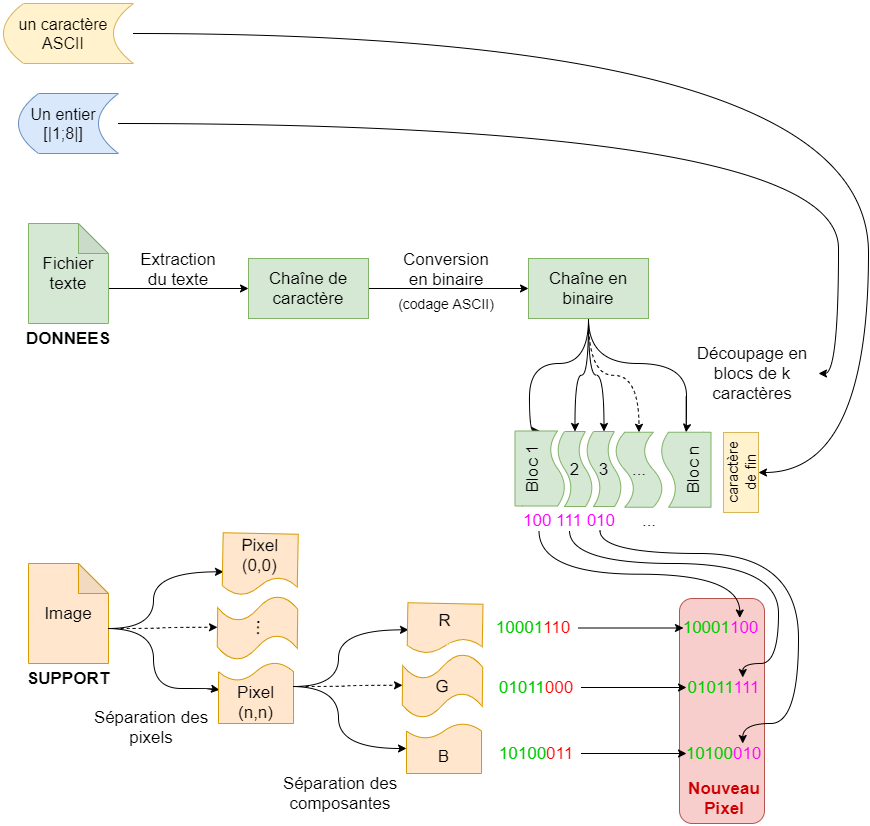 un caractère
ASCII
Un entier
[|1;8|]
Fichier
texte
DONNEES
Extraction
du texte
Chaîne de
caractère
Conversion
en binaire
(codage ASCII)
Chaîne en
binaire
Découpage en
blocs de k
caractères
Bloc 1
2
3
...
Bloc n
caractère
de fin
100 111 010 ...
Image
SUPPORT
Pixel
(0,0)
...
Pixel
(n,n)
Séparation des
pixels
R
G
B
Séparation des
composantes
10001110
01011000
10100011
10001100
01011111
10100010
Nouveau
Pixel